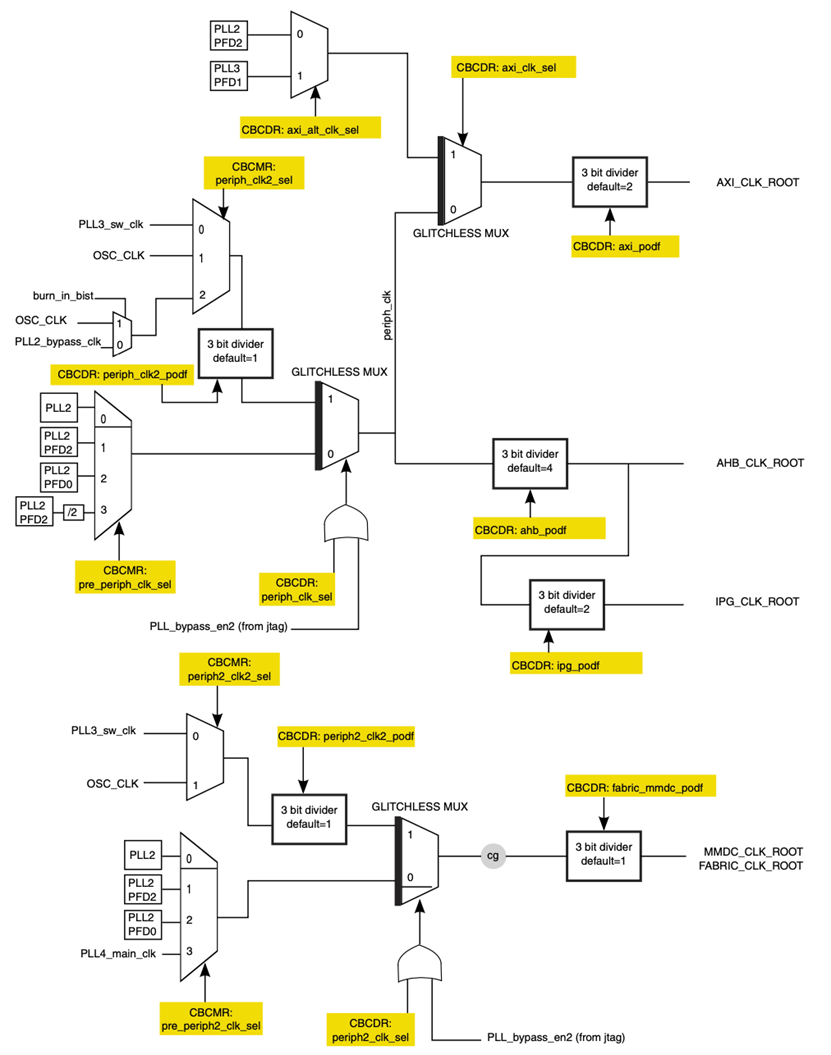 PLL2
PFD2
0
PLL3
PFD1
1
CBCDR: axi_alt_clk_sel
CBCDR: axi_clk_sel
1
0
GLITCHLESS MUX
3 bit divider
default=2
AXI_CLK_ROOT
CBCDR: axi_podf
CBCMR:
periph_clk2_sel
PLL3_sw_clk
0
OSC_CLK
1
2
burn_in_bist
OSC_CLK
1
PLL2_bypass_clk
0
3 bit divider
default=1
CBCDR: periph_clk2_podf
periph_clk
GLITCHLESS MUX
1
0
PLL2
0
PLL2
PFD2
1
PLL2
PFD0
2
PLL2
PFD2
/2
3
CBCMR:
pre_periph_clk_sel
CBCDR:
periph_clk_sel
PLL_bypass_en2 (from jtag)
3 bit divider
default=4
AHB_CLK_ROOT
CBCDR: ahb_podf
3 bit divider
default=2
IPG_CLK_ROOT
CBCDR: ipg_podf
CBCMR:
periph2_clk2_sel
PLL3_sw_clk
0
OSC_CLK
1
CBCDR: periph2_clk2_podf
3 bit divider
default=1
GLITCHLESS MUX
1
0
PLL2
0
PLL2
PFD2
1
PLL2
PFD0
2
PLL4_main_clk
3
CBCMR:
pre_periph2_clk_sel
CBCDR:
periph2_clk_sel
PLL_bypass_en2 (from jtag)
cg
CBCDR: fabric_mmdc_podf
3 bit divider
default=1
MMDC_CLK_ROOT
FABRIC_CLK_ROOT